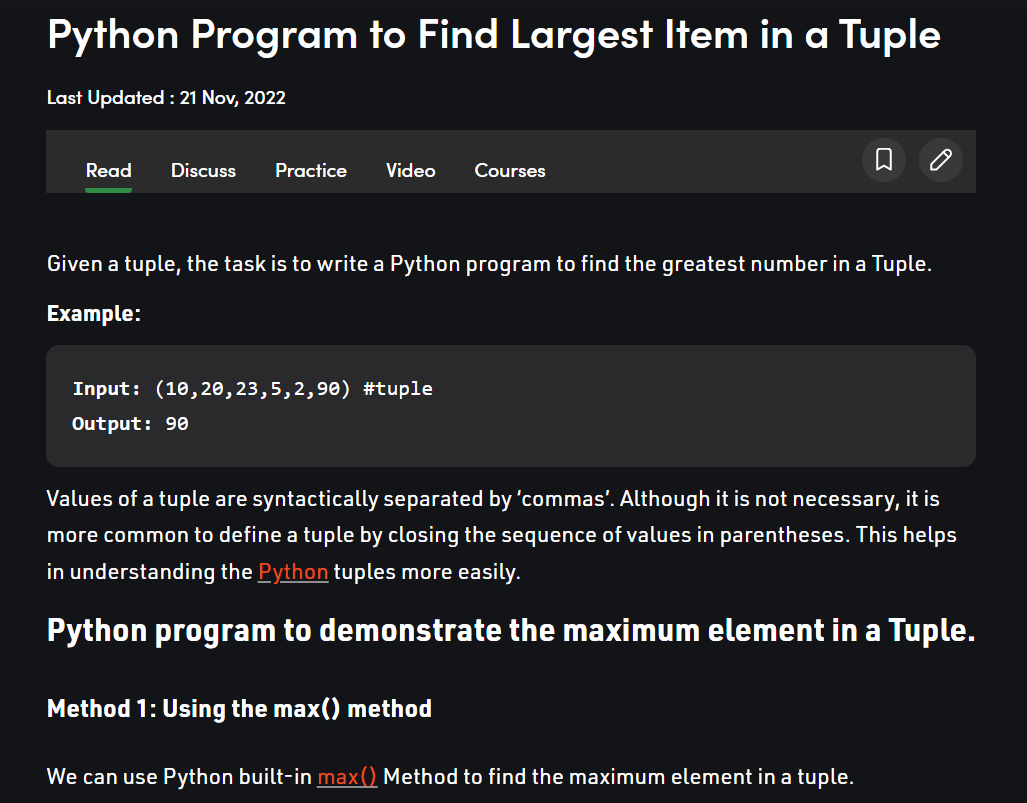 Python Program to Find Largest Item in a Tuple
Last Updated : 21 Nov, 2022
Read Discuss Practice Video Courses
Given a tuple, the task is to write a Python program to find the greatest number in a Tuple.
Example:
Input: (10,20,23,5,2,90) #tuple
Output: 90
Values of a tuple are syntactically separated by ‘commas’. Although it is not necessary, it is
more common to define a tuple by closing the sequence of values in parentheses. This helps
in understanding the Python tuples more easily.
Python program to demonstrate the maximum element in a Tuple.
Method 1: Using the max() method
We can use Python built-in max() Method to find the maximum element in a tuple.